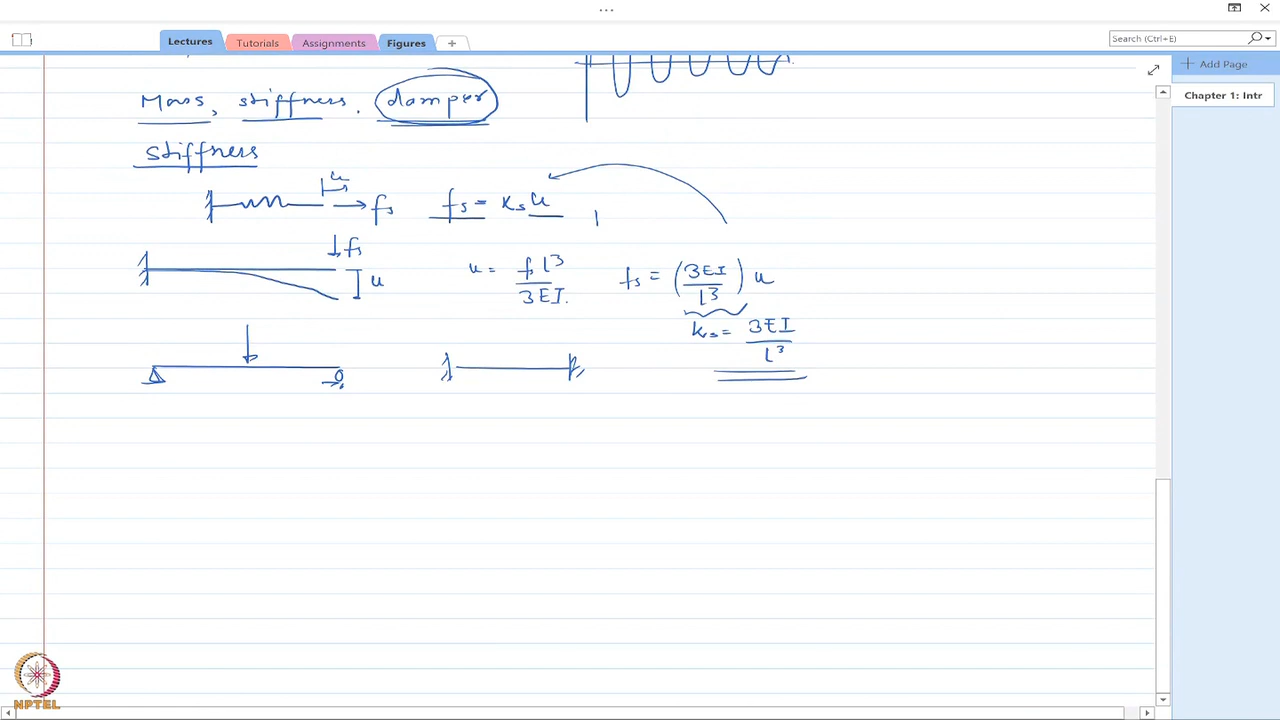 Lectures Tutorials Assignments Figures
Search (Ctrl+E)
Add Page
Chapter 1: Intr
Mass, stiffness. damper
stiffness
u
fs fs = Ks u
fs
u
u = fs l³ / 3EI. fs = (3EI / l³) u
ks = 3EI / l³
NPTEL